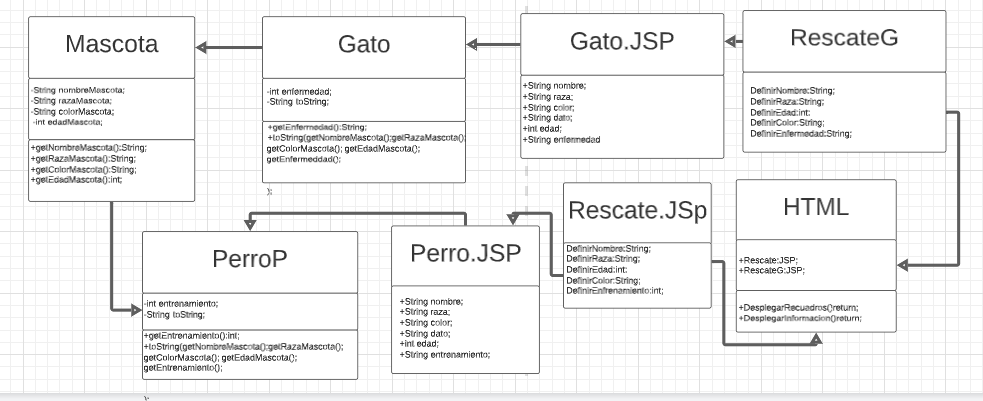 Mascota
-String nombreMascota;
-String razaMascota;
-String colorMascota;
-int edadMascota;
+getNombreMascota():String;
+getRazaMascota():String;
+getColorMascota():String;
+getEdadMascota():int;
Gato
-int enfermedad;
-String toString;
+getEnfermedad():String;
+toString(getNombreMascota();getRazaMascota();
getColorMascota(); getEdadMascota();
getEnfermeddad();
);
Gato.JSP
+String nombre;
+String raza;
+String color;
+String dato;
+int edad;
+String enfermedad
RescateG
DefinirNombre:String;
DefinirRaza:String;
DefinirEdad:int;
DefinirColor:String;
DefinirEnfermedad:String;
PerroP
-int entrenamiento;
-String toString;
+getEntrenamiento():int;
+toString(getNombreMascota();getRazaMascota();
getColorMascota(); getEdadMascota();
getEntrenamiento();
);
Perro.JSP
+String nombre;
+String raza;
+String color;
+String dato;
+int edad;
+String entrenamiento;
Rescate.JSp
DefinirNombre:String;
DefinirRaza:String;
DefinirEdad:int;
DefinirColor:String;
DefinirEnfrenamiento:int;
HTML
+Rescate:JSP;
+RescateG:JSP;
+DesplegarRecuadros()return;
+DesplegarInformacion()return;